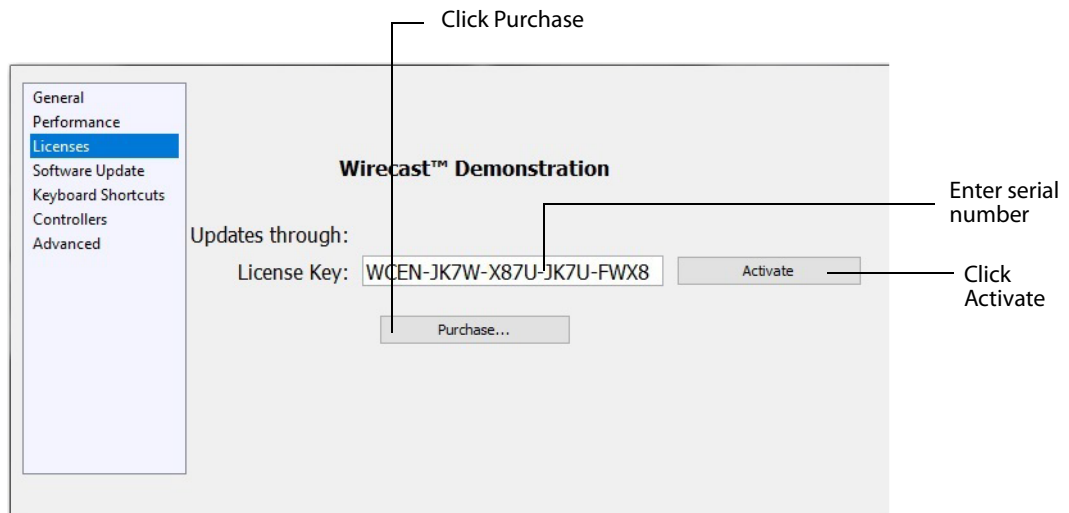 Click Purchase
General
Performance
Licenses
Software Update
Keyboard Shortcuts
Controllers
Advanced
Wirecast™ Demonstration
Enter serial
number
Updates through:
License Key: WCEN-JK7W-X87U-JK7U-FWX8 Activate
Click
Activate
Purchase...